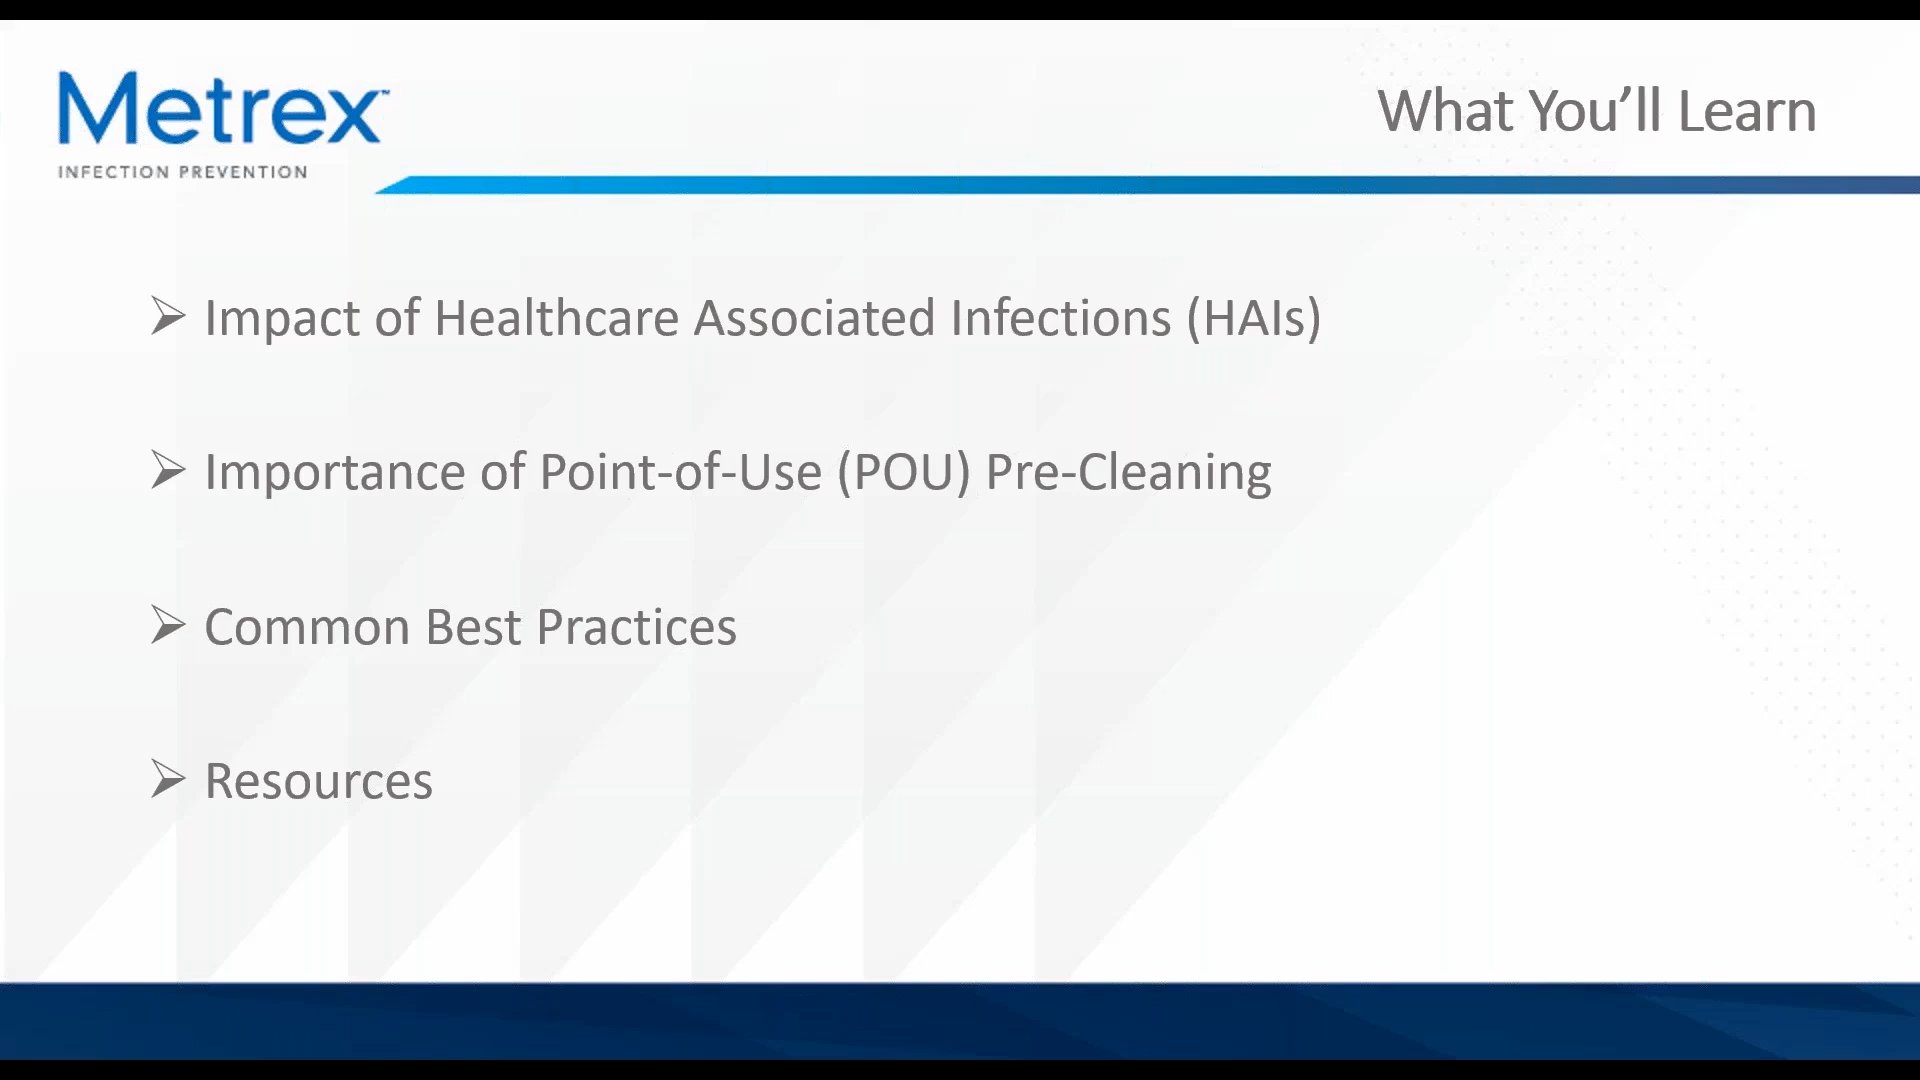 Metrex™
INFECTION PREVENTION
What You’ll Learn
Impact of Healthcare Associated Infections (HAIs)
Importance of Point-of-Use (POU) Pre-Cleaning
Common Best Practices
Resources